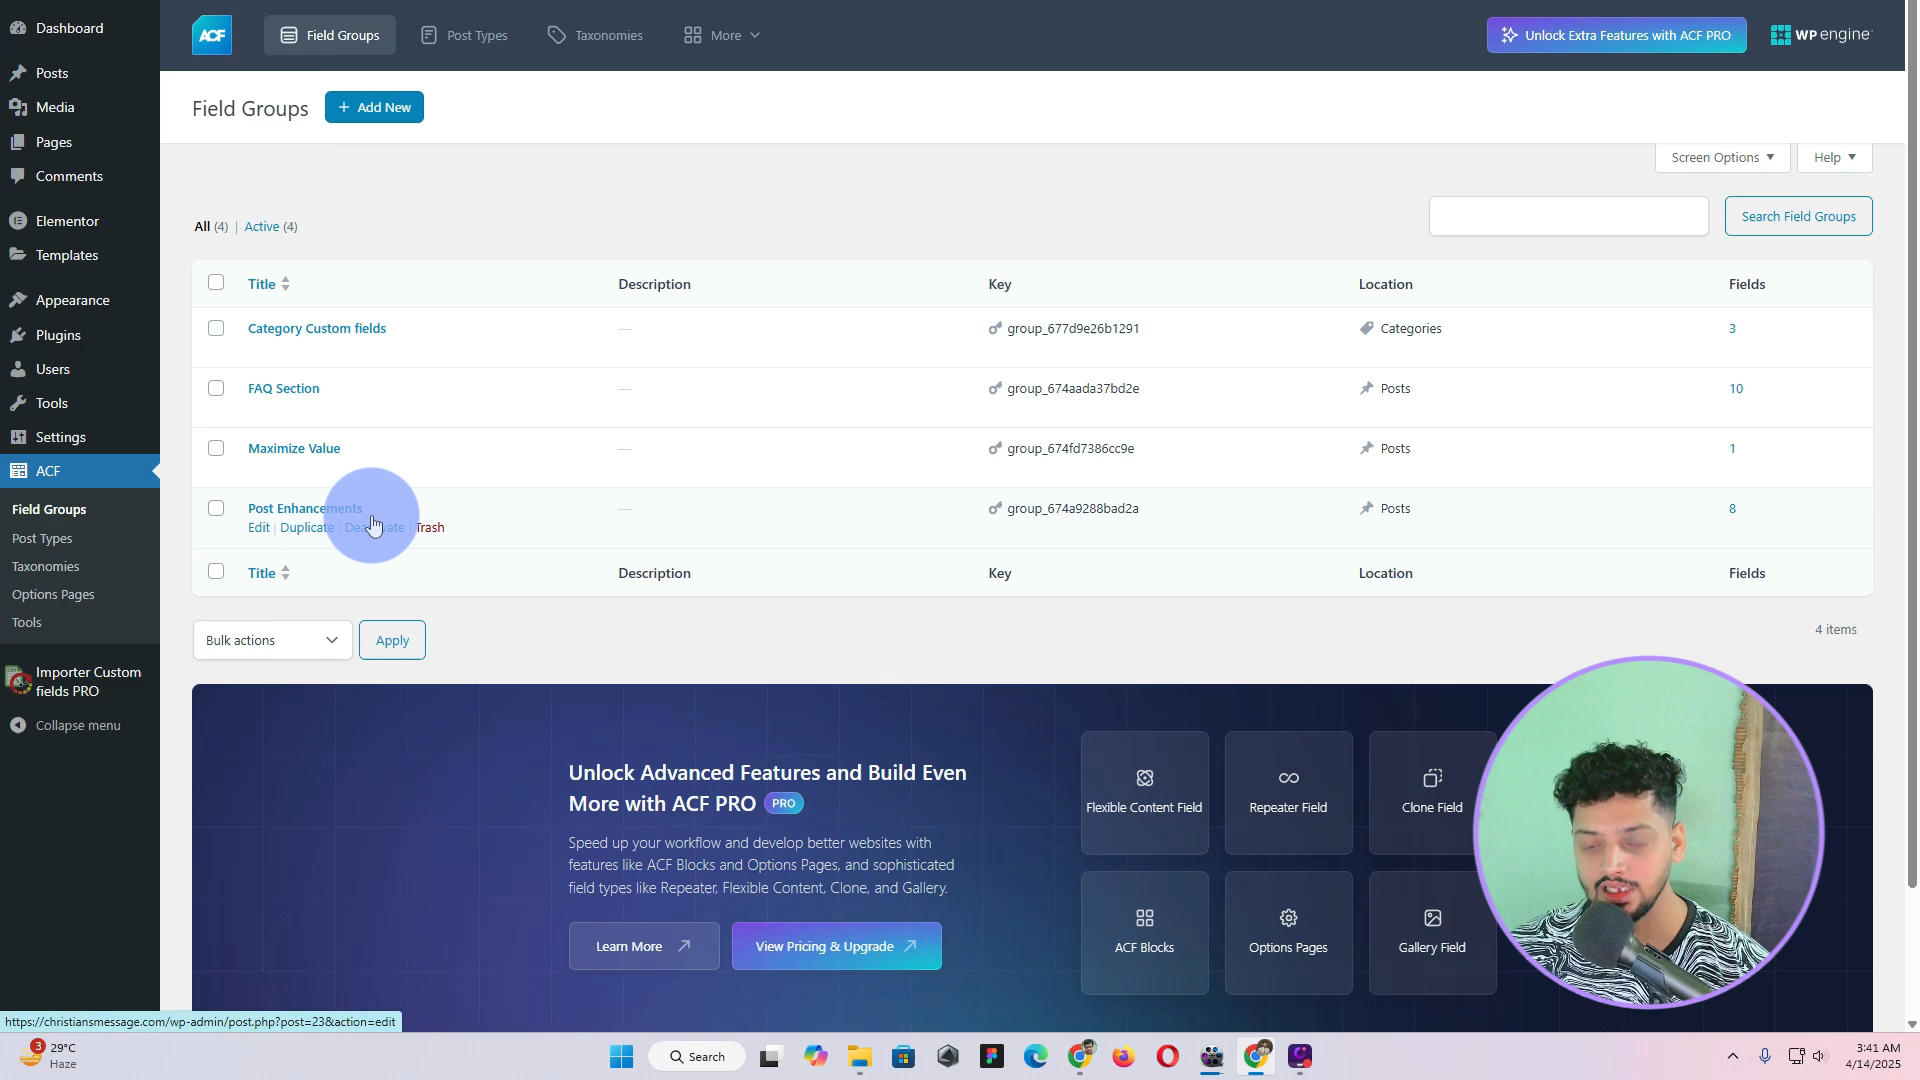 Dashboard
Posts
Media
Pages
Comments
Elementor
Templates
Appearance
Plugins
Users
Tools
Settings
ACF
Field Groups
Post Types
Taxonomies
Options Pages
Tools
Importer Custom
fields PRO
Collapse menu
ACF
Field Groups
Post Types
Taxonomies
More
Unlock Extra Features with ACF PRO
WP engine
Field Groups
+ Add New
Screen Options
Help
All (4) | Active (4)
Search Field Groups
Title Description Key Location Fields
Category Custom fields — group_677d9e26b1291 Categories 3
FAQ Section — group_674aada37bd2e Posts 10
Maximize Value — group_674fd7386cc9e Posts 1
Post Enhancements — group_674a9288bad2a Posts 8
Edit | Duplicate | Deactivate | Trash
Title Description Key Location Fields
Bulk actions
Apply
4 items
Unlock Advanced Features and Build Even
More with ACF PRO PRO
Speed up your workflow and develop better websites with
features like ACF Blocks and Options Pages, and sophisticated
field types like Repeater, Flexible Content, Clone, and Gallery.
Learn More
View Pricing & Upgrade
Flexible Content Field
Repeater Field
Clone Field
ACF Blocks
Options Pages
Gallery Field
https://christiansmessage.com/wp-admin/post.php?post=23&action=edit
3
29°C
Haze
Search
3:41 AM
4/14/2025